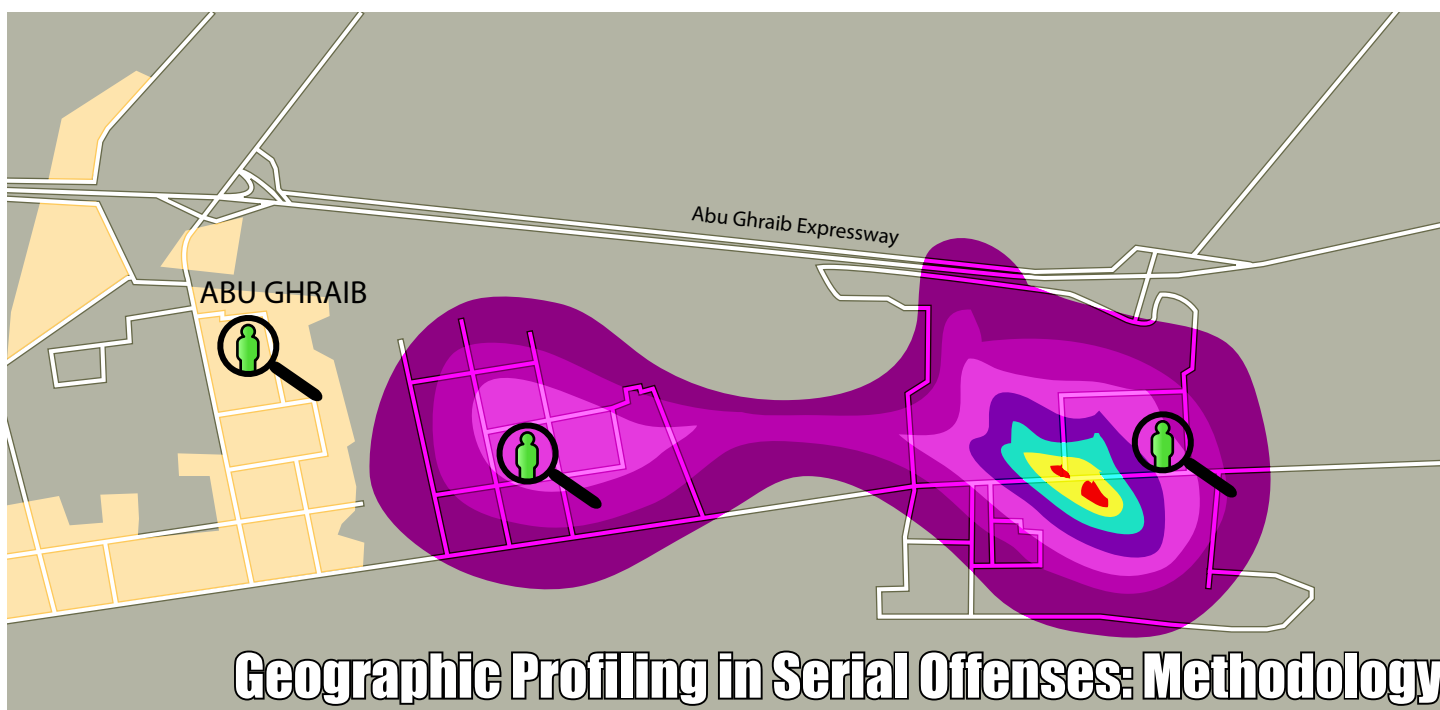 Abu Ghraib Expressway
ABU GHRAIB
Geographic Profiling in Serial Offenses: Methodology